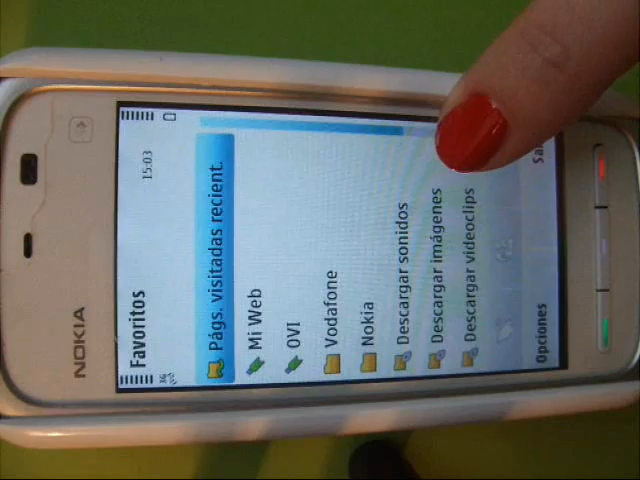 NOKIA
3G
Favoritos
15:03
Págs. visitadas recient.
Mi Web
OVI
Vodafone
Nokia
Descargar sonidos
Descargar imágenes
Descargar videoclips
Opciones